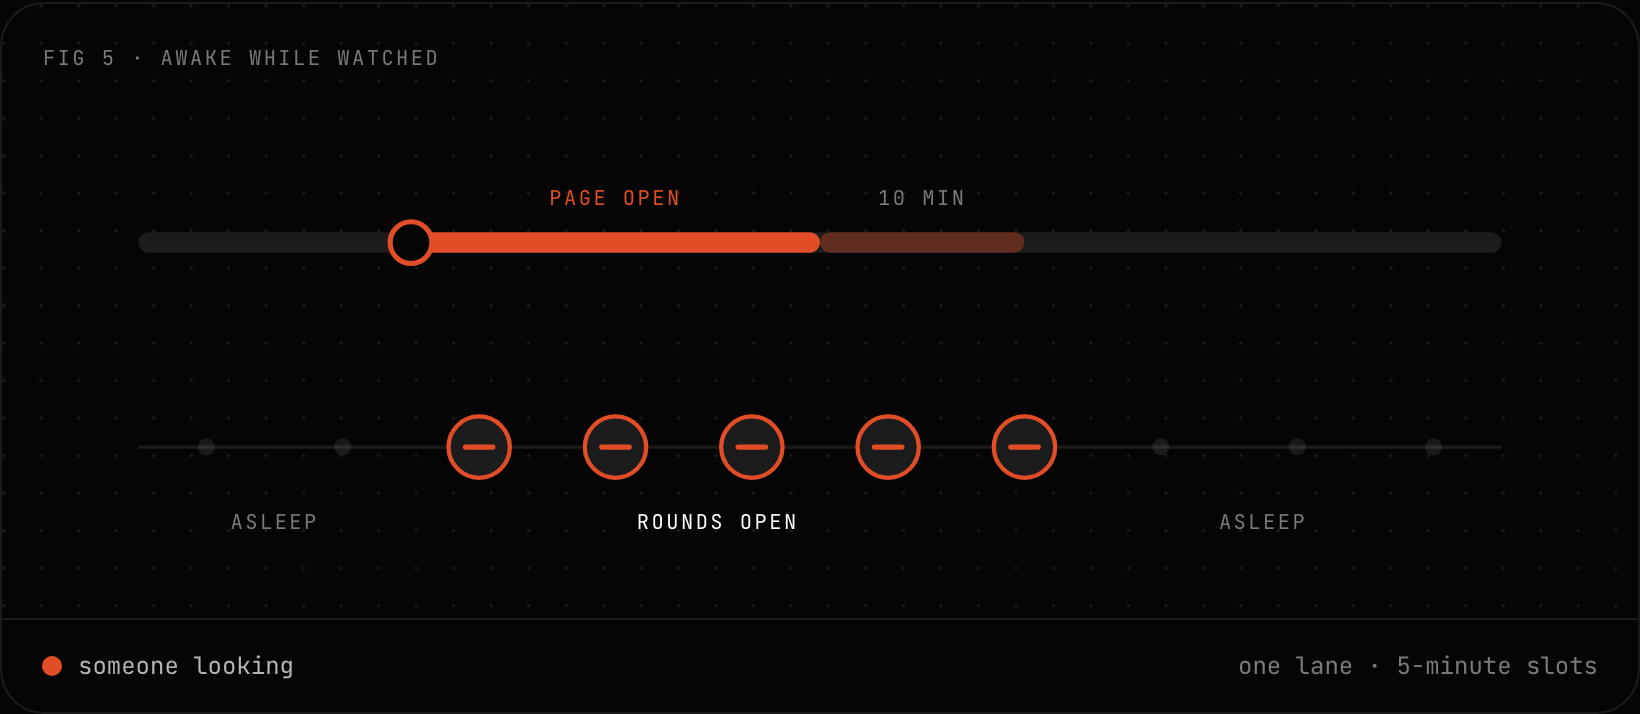 FIG 5 · AWAKE WHILE WATCHED
PAGE OPEN
10 MIN
ASLEEP
ROUNDS OPEN
ASLEEP
someone looking
one lane · 5-minute slots